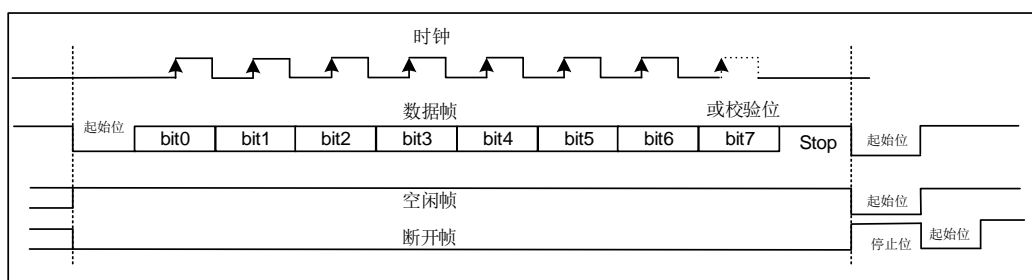 时钟
数据帧
或校验位
起始位 bit0 bit1 bit2 bit3 bit4 bit5 bit6 bit7 Stop 起始位
空闲帧 起始位
断开帧 停止位 起始位